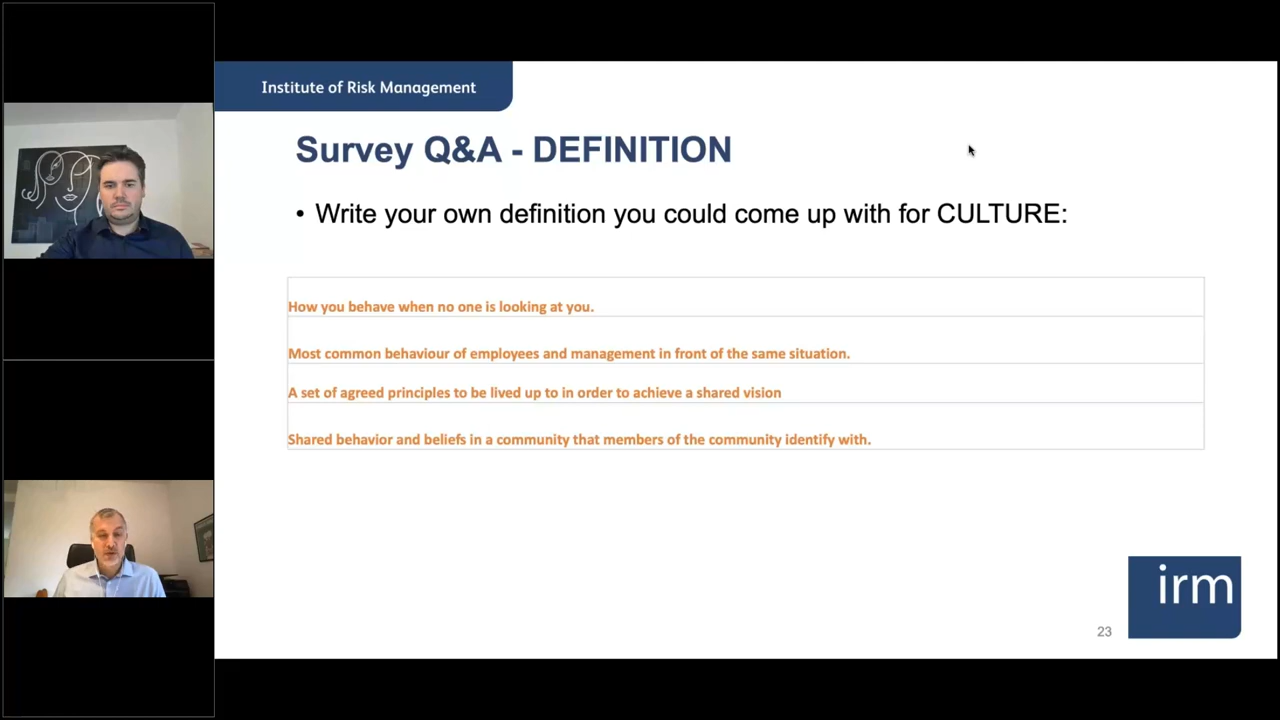 Institute of Risk Management
Survey Q&A - DEFINITION
• Write your own definition you could come up with for CULTURE:
How you behave when no one is looking at you.
Most common behaviour of employees and management in front of the same situation.
A set of agreed principles to be lived up to in order to achieve a shared vision
Shared behavior and beliefs in a community that members of the community identify with.
irm
23